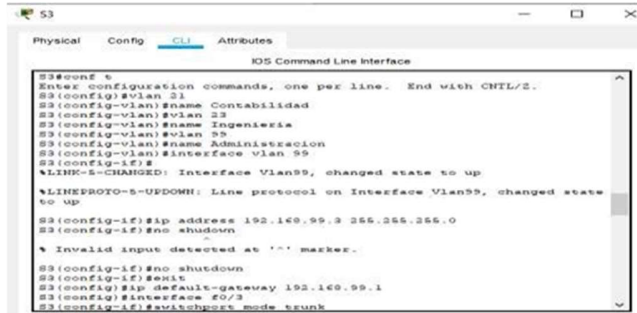 S3
Physical Config CLI Attributes
IOS Command Line Interface
S3#conf t
Enter configuration commands, one per line. End with CNTL/Z.
S3(config)#vlan 21
S3(config-vlan)#name Contabilidad
S3(config-vlan)#vlan 23
S3(config-vlan)#name Ingenieria
S3(config-vlan)#vlan 99
S3(config-vlan)#name Administracion
S3(config-vlan)#interface vlan 99
S3(config-if)#
%LINK-5-CHANGED: Interface Vlan99, changed state to up
%LINEPROTO-5-UPDOWN: Line protocol on Interface Vlan99, changed state
to up
S3(config-if)#ip address 192.168.99.3 255.255.255.0
S3(config-if)#no shudown
^
% Invalid input detected at '^' marker.
S3(config-if)#no shutdown
S3(config-if)#exit
S3(config)#ip default-gateway 192.168.99.1
S3(config)#interface f0/3
S3(config-if)#switchport mode trunk